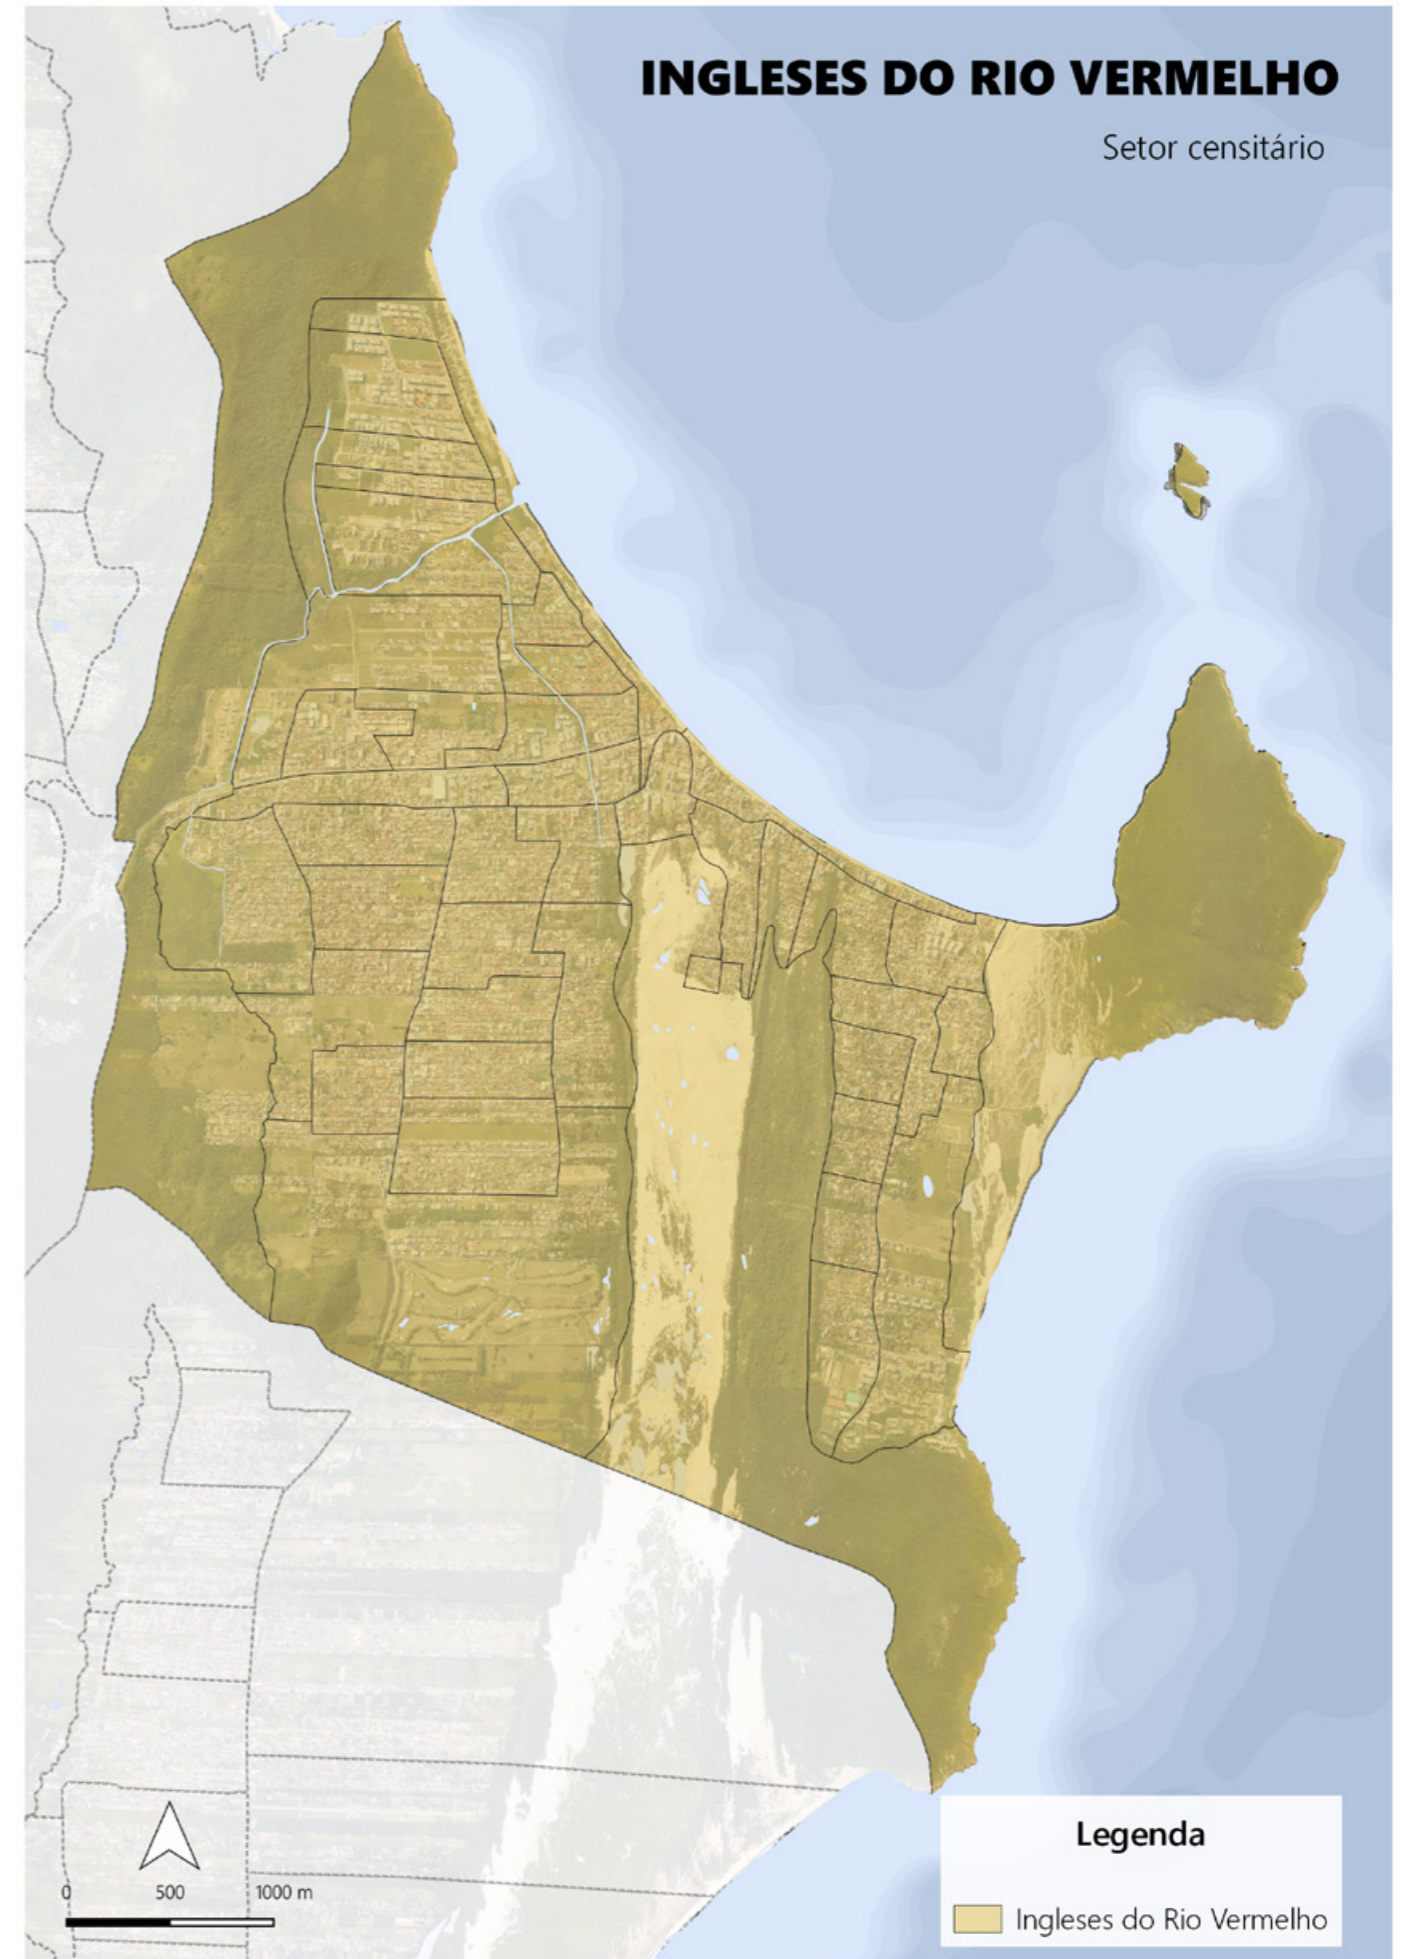 INGLESES DO RIO VERMELHO
Setor censitário
0 500 1000 m
Legenda
Ingleses do Rio Vermelho